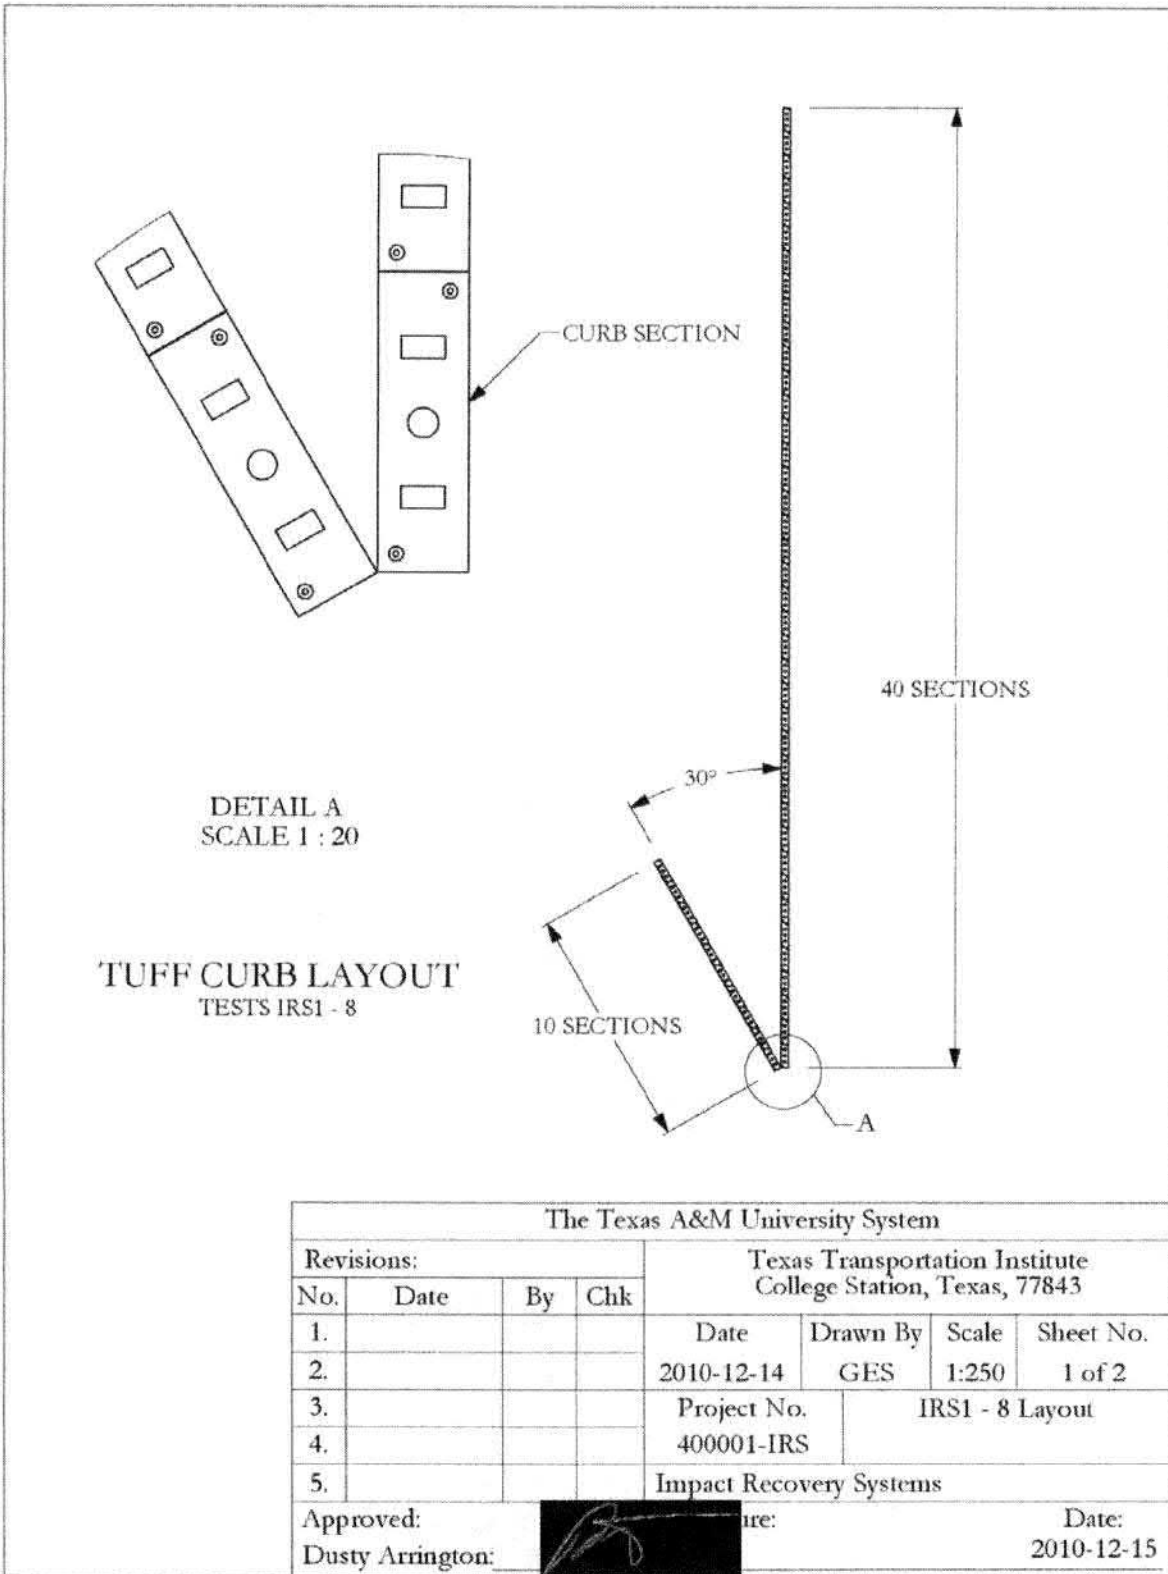 CURB SECTION
40 SECTIONS
30°
DETAIL A
SCALE 1 : 20
TUFF CURB LAYOUT
TESTS IRS1 - 8
10 SECTIONS
A
The Texas A&M University System
Revisions:
Texas Transportation Institute
College Station, Texas, 77843
No. Date By Chk
1.
Date Drawn By Scale Sheet No.
2.
2010-12-14 GES 1:250 1 of 2
3.
Project No. IRS1 - 8 Layout
4.
400001-IRS
5.
Impact Recovery Systems
Approved: ure: Date:
Dusty Arrington: 2010-12-15